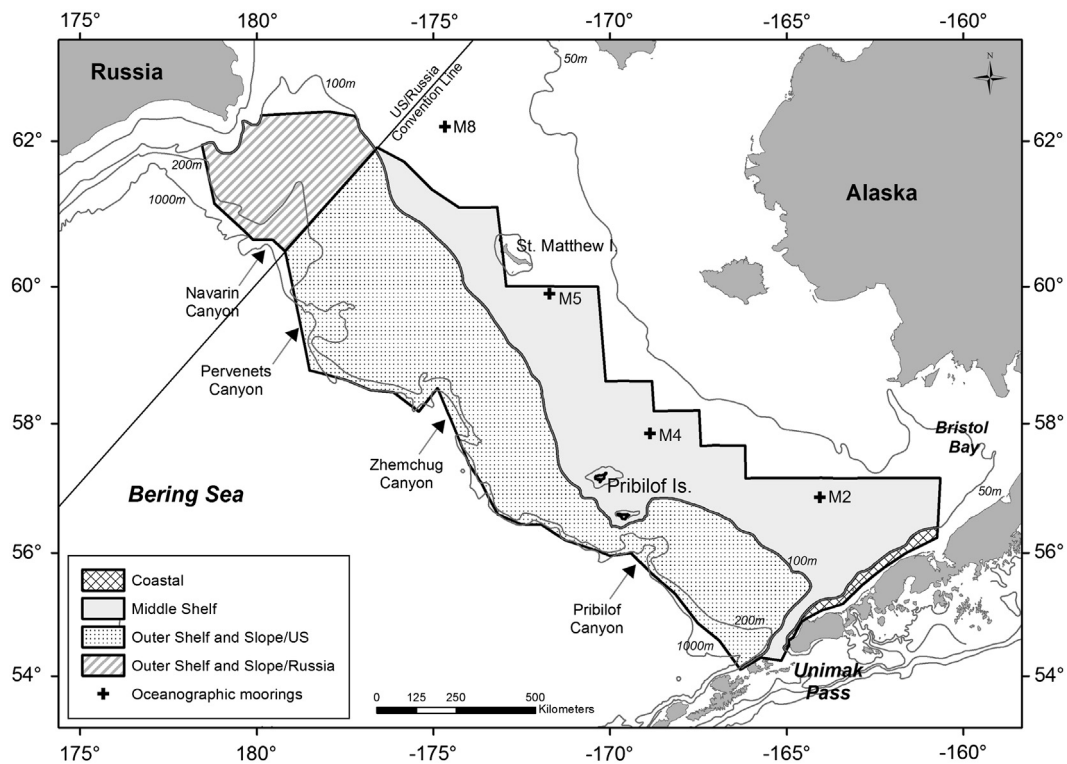 175°
180°
-175°
-170°
-165°
-160°
Russia
100m
US/Russia
Convention Line
50m
N
M8
62°
62°
200m
1000m
Alaska
St. Matthew I.
60°
60°
M5
Navarin
Canyon
Pervenets
Canyon
58°
58°
M4
Bristol
Bay
Zhemchug
Canyon
Pribilof Is.
Bering Sea
M2
50m
56°
56°
100m
Coastal
Middle Shelf
Outer Shelf and Slope/US
Outer Shelf and Slope/Russia
Oceanographic moorings
Pribilof
Canyon
200m
1000m
54°
54°
Unimak
Pass
0 125 250 500
Kilometers
175°
180°
-175°
-170°
-165°
-160°